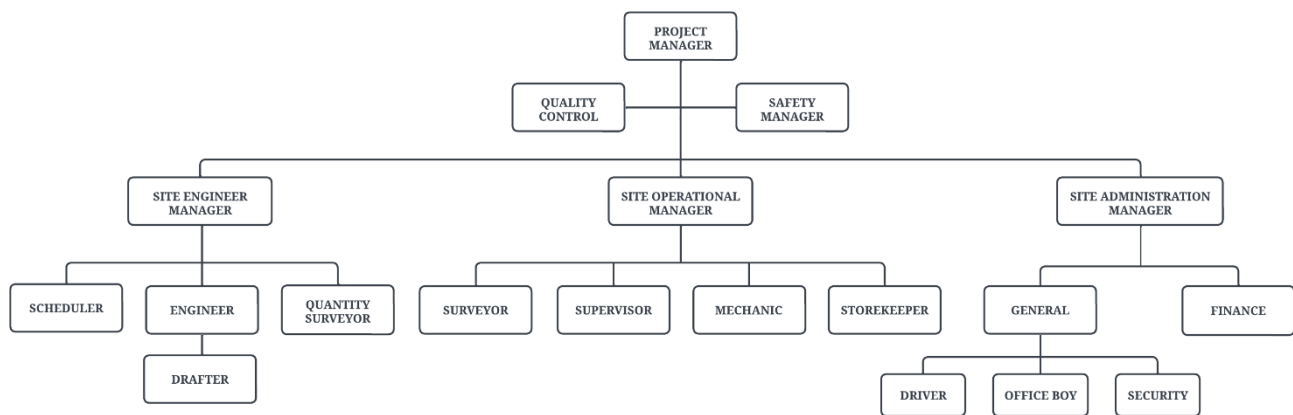 PROJECT
MANAGER
QUALITY
CONTROL
SAFETY
MANAGER
SITE ENGINEER
MANAGER
SITE OPERATIONAL
MANAGER
SITE ADMINISTRATION
MANAGER
SCHEDULER
ENGINEER
QUANTITY
SURVEYOR
SURVEYOR
SUPERVISOR
MECHANIC
STOREKEEPER
GENERAL
FINANCE
DRAFTER
DRIVER
OFFICE BOY
SECURITY